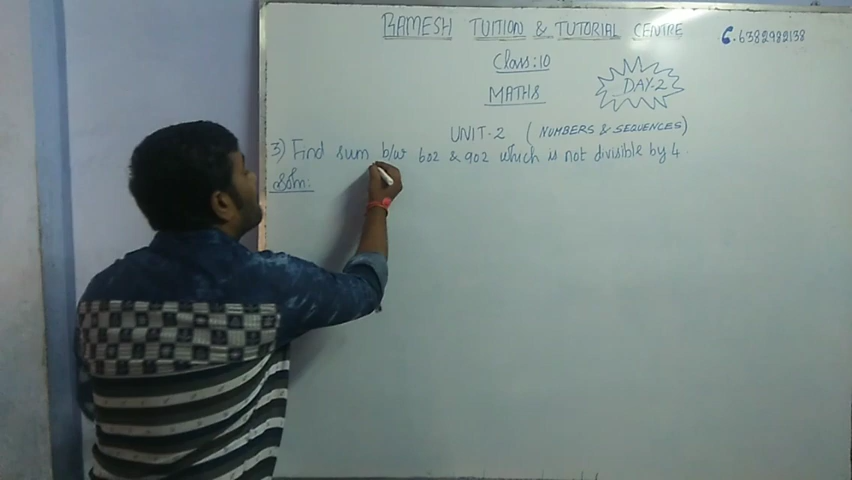 RAMESH TUITION & TUTORIAL CENTRE
6382982138
Class:10
MATHS
DAY-2
UNIT-2 (NUMBERS & SEQUENCES)
3) Find sum b/w 602 & 902 which is not divisible by 4.
Soln: